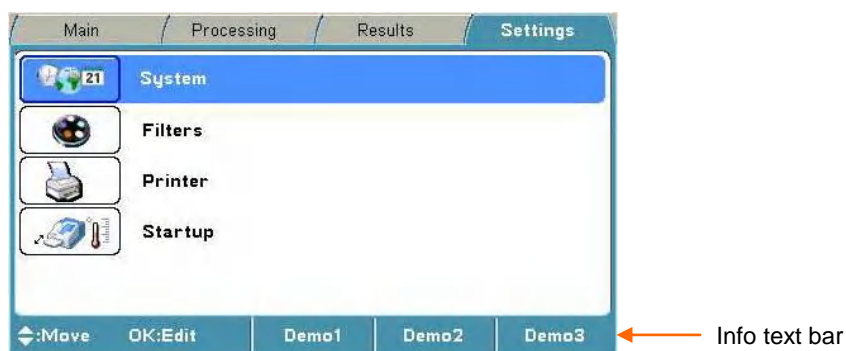 Main Processing Results Settings
21 System
Filters
Printer
Startup
:Move OK:Edit Demo1 Demo2 Demo3 Info text bar